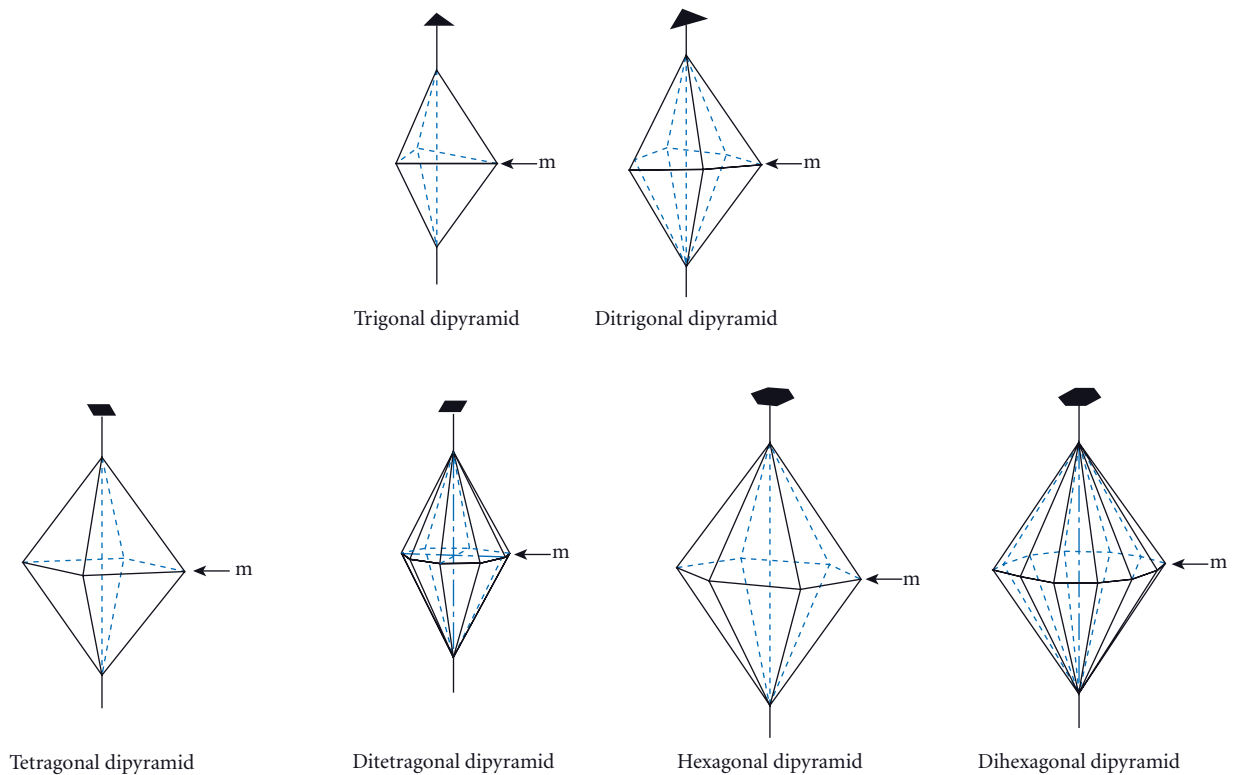 m
m
Trigonal dipyramid
Ditrigonal dipyramid
m
m
m
m
Tetragonal dipyramid
Ditetragonal dipyramid
Hexagonal dipyramid
Dihexagonal dipyramid